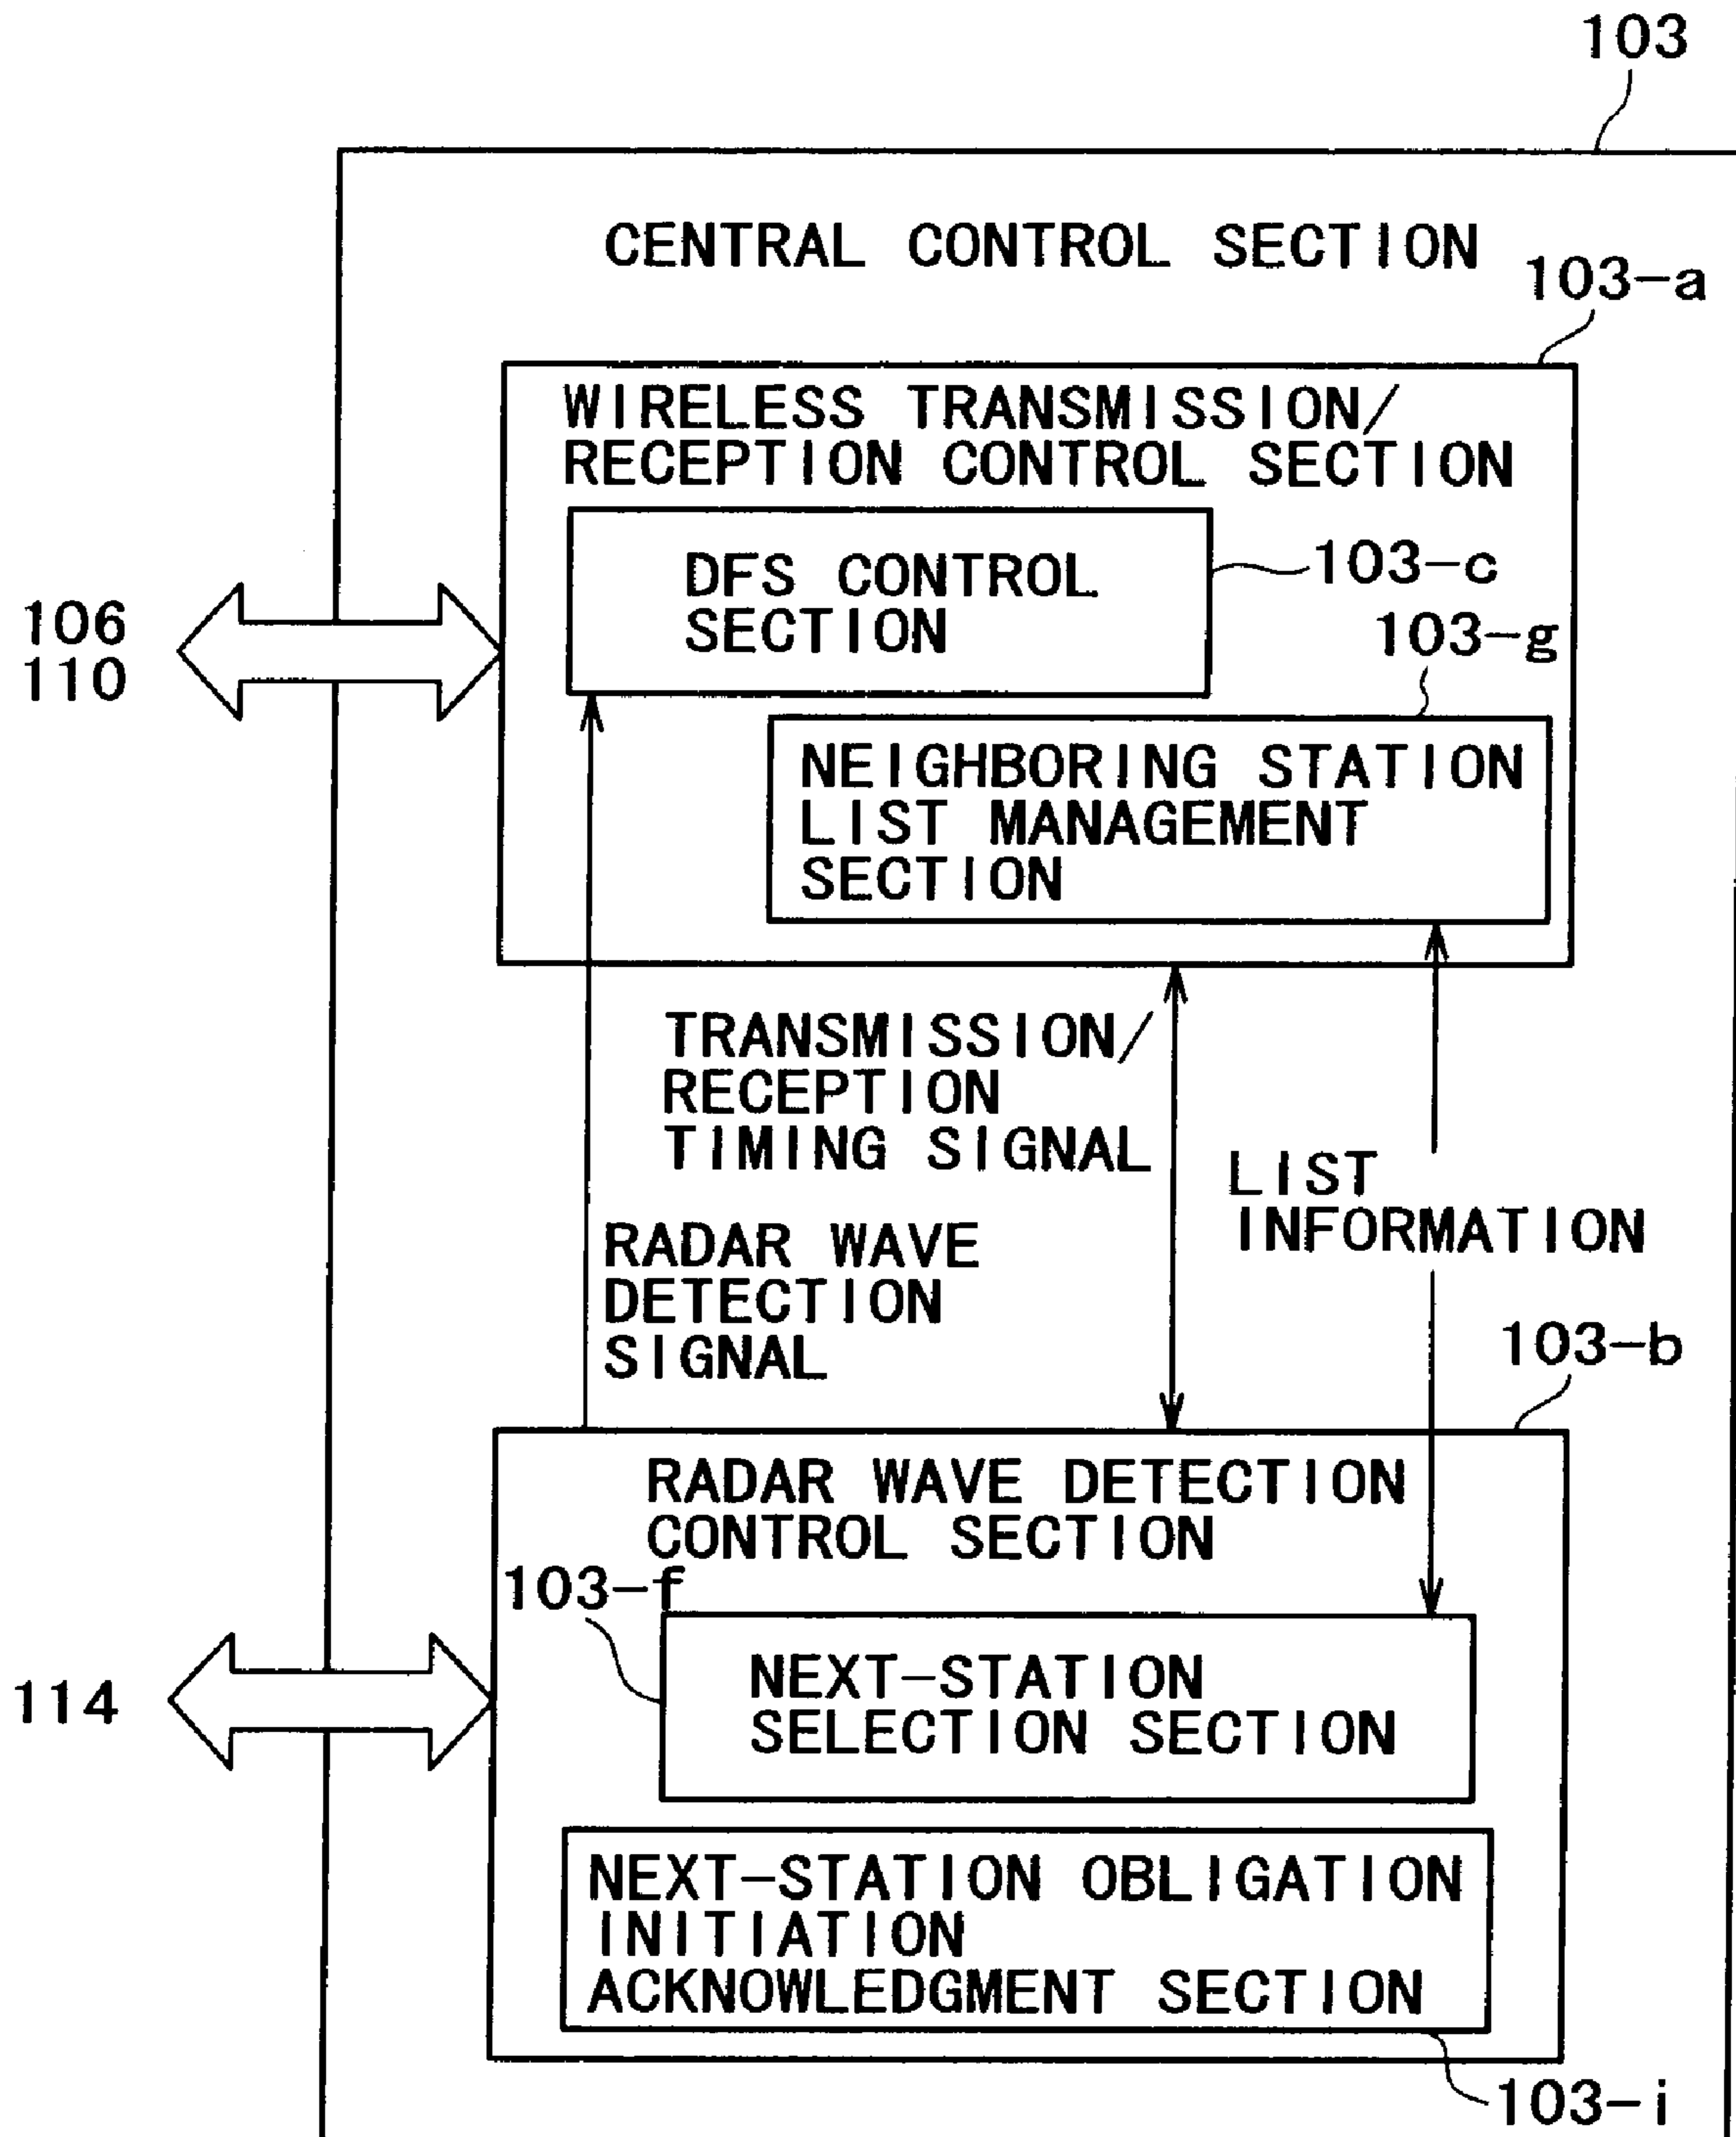 103
CENTRAL CONTROL SECTION
103-a
WIRELESS TRANSMISSION/
RECEPTION CONTROL SECTION
DFS CONTROL
SECTION
103-c
103-g
106
110
NEIGHBORING STATION
LIST MANAGEMENT
SECTION
TRANSMISSION/
RECEPTION
TIMING SIGNAL
LIST
INFORMATION
RADAR WAVE
DETECTION
SIGNAL
103-b
RADAR WAVE DETECTION
CONTROL SECTION
103-f
NEXT-STATION
SELECTION SECTION
114
NEXT-STATION OBLIGATION
INITIATION
ACKNOWLEDGMENT SECTION
103-i